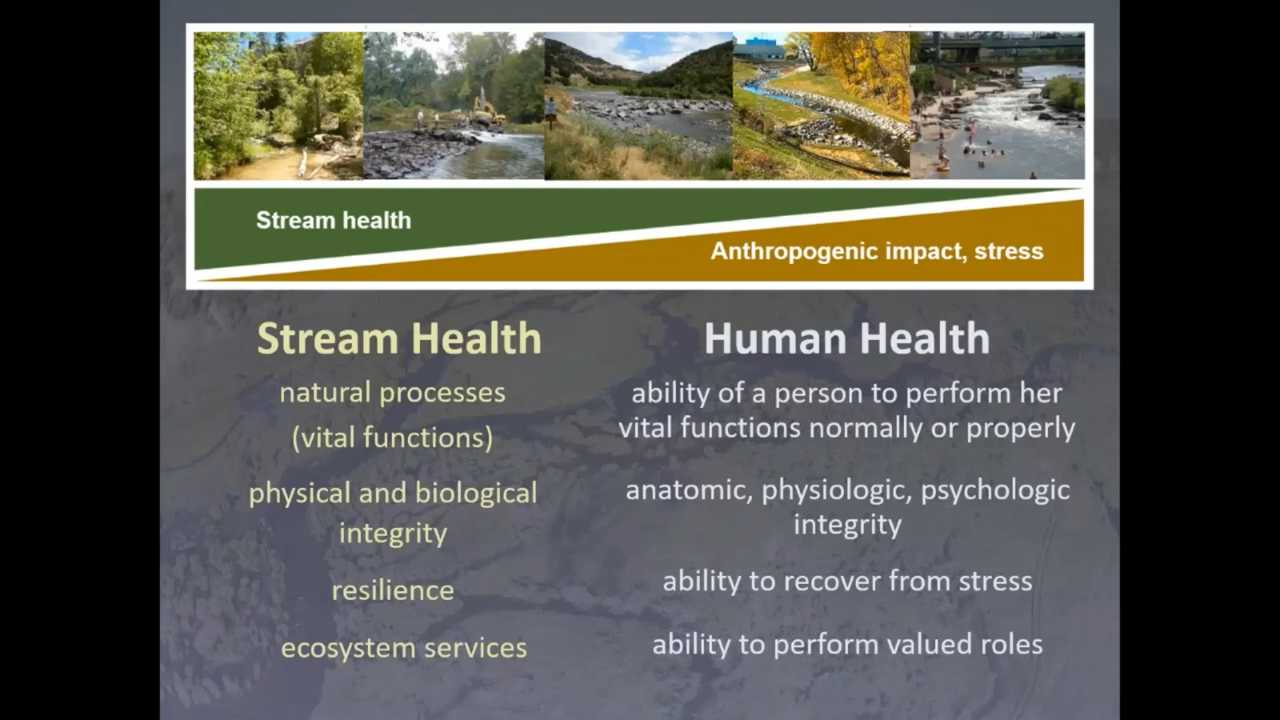 Stream health
Anthropogenic impact, stress
Stream Health
natural processes
(vital functions)
physical and biological
integrity
resilience
ecosystem services
Human Health
ability of a person to perform her
vital functions normally or properly
anatomic, physiologic, psychologic
integrity
ability to recover from stress
ability to perform valued roles